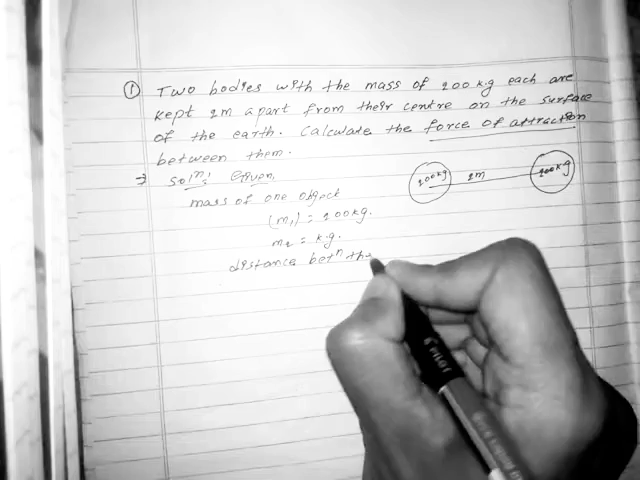 ① Two bodies with the mass of 200 k.g each are
kept 2m apart from their centre on the surface
of the earth. Calculate the force of attraction
between them.
→ Solⁿ: Given,
mass of one object
(m₁) = 200kg.
m₂ = k.g.
distance betⁿ the
200kg 2m 200kg
PILOT